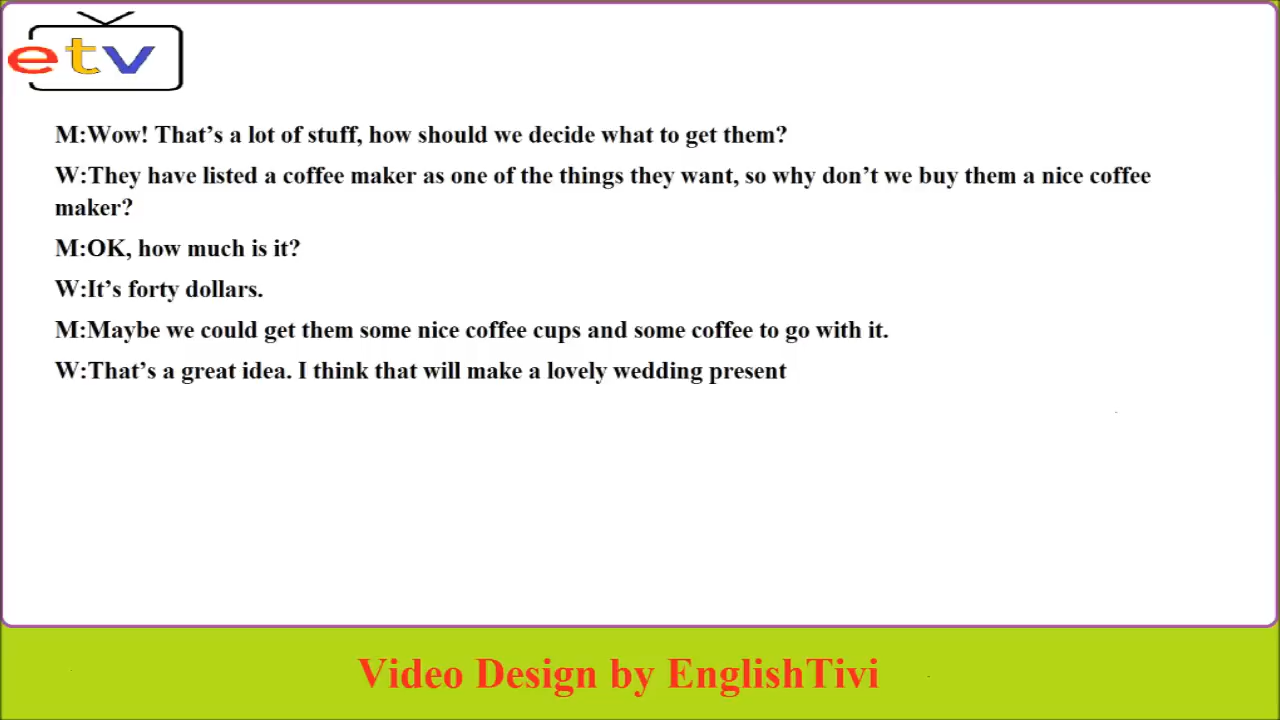 etv
M:Wow! That’s a lot of stuff, how should we decide what to get them?
W:They have listed a coffee maker as one of the things they want, so why don’t we buy them a nice coffee
maker?
M:OK, how much is it?
W:It’s forty dollars.
M:Maybe we could get them some nice coffee cups and some coffee to go with it.
W:That’s a great idea. I think that will make a lovely wedding present
Video Design by EnglishTivi